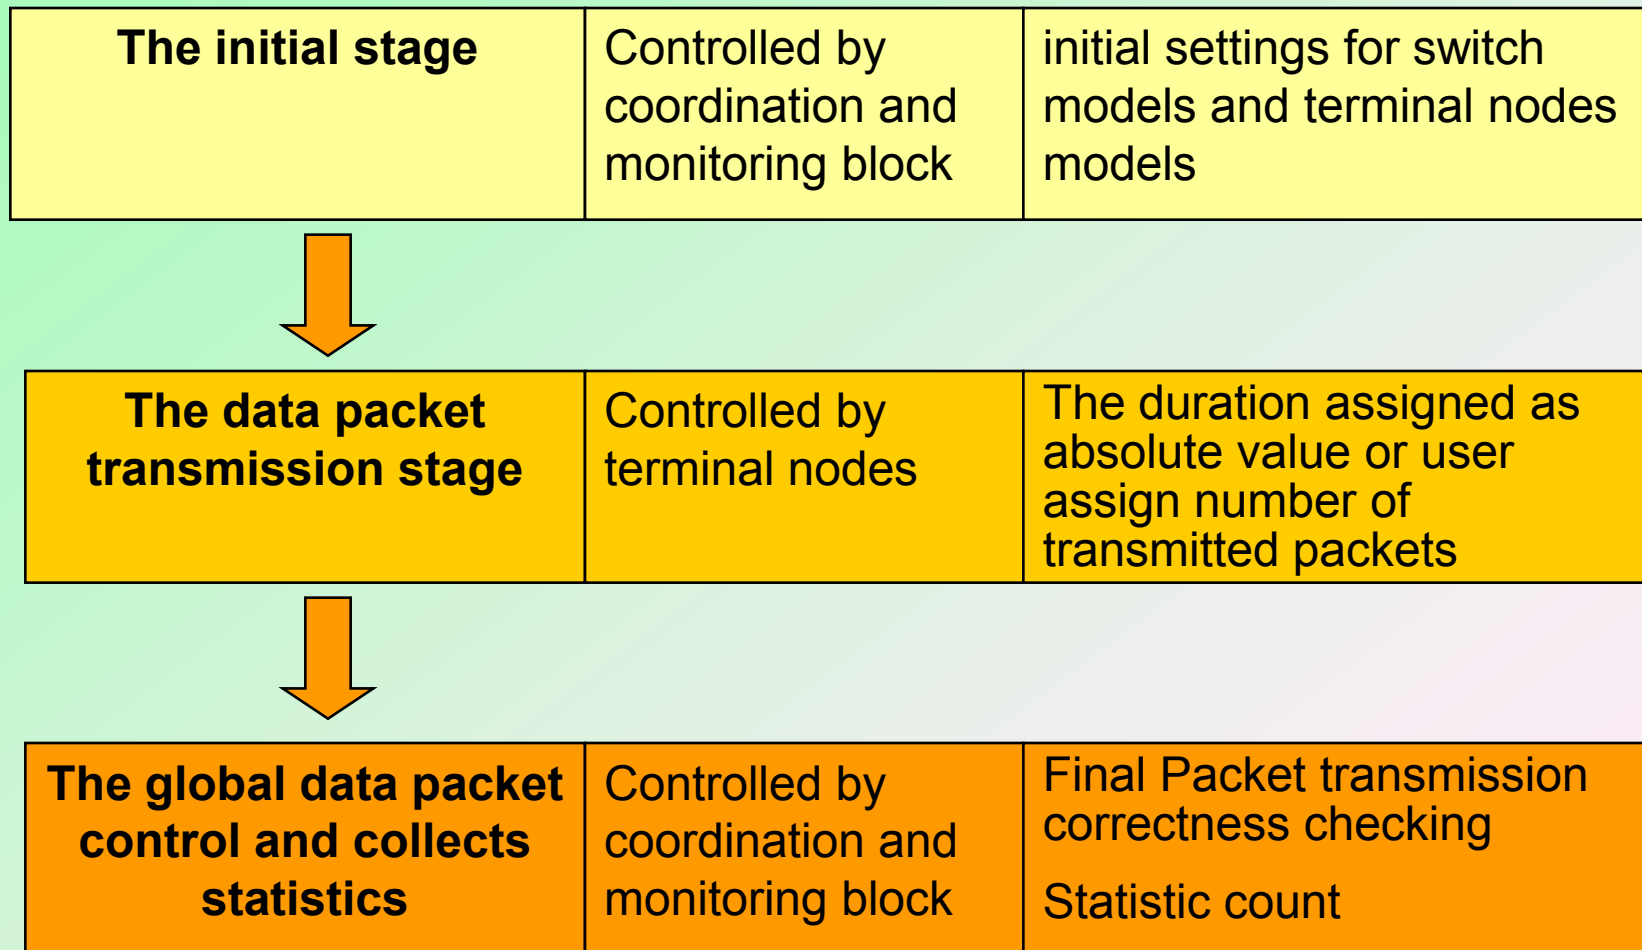 The initial stage
Controlled by
coordination and
monitoring block
initial settings for switch
models and terminal nodes
models
The data packet
transmission stage
Controlled by
terminal nodes
The duration assigned as
absolute value or user
assign number of
transmitted packets
The global data packet
control and collects
statistics
Controlled by
coordination and
monitoring block
Final Packet transmission
correctness checking
Statistic count